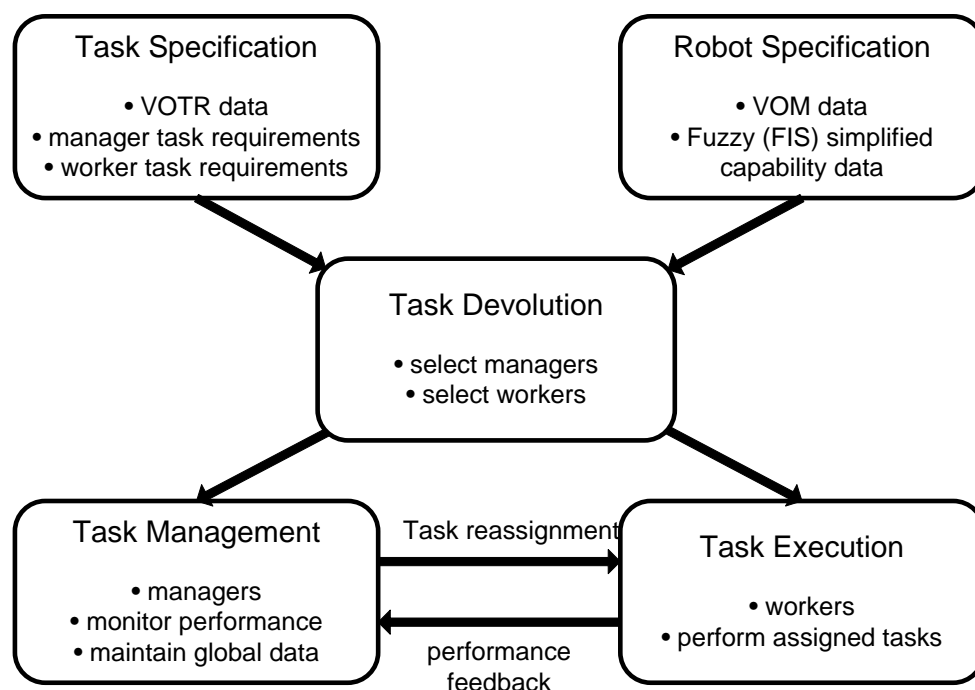 Task Specification
• VOTR data
• manager task requirements
• worker task requirements
Robot Specification
• VOM data
• Fuzzy (FIS) simplified
capability data
Task Devolution
• select managers
• select workers
Task Management
• managers
• monitor performance
• maintain global data
Task reassignment
performance
feedback
Task Execution
• workers
• perform assigned tasks